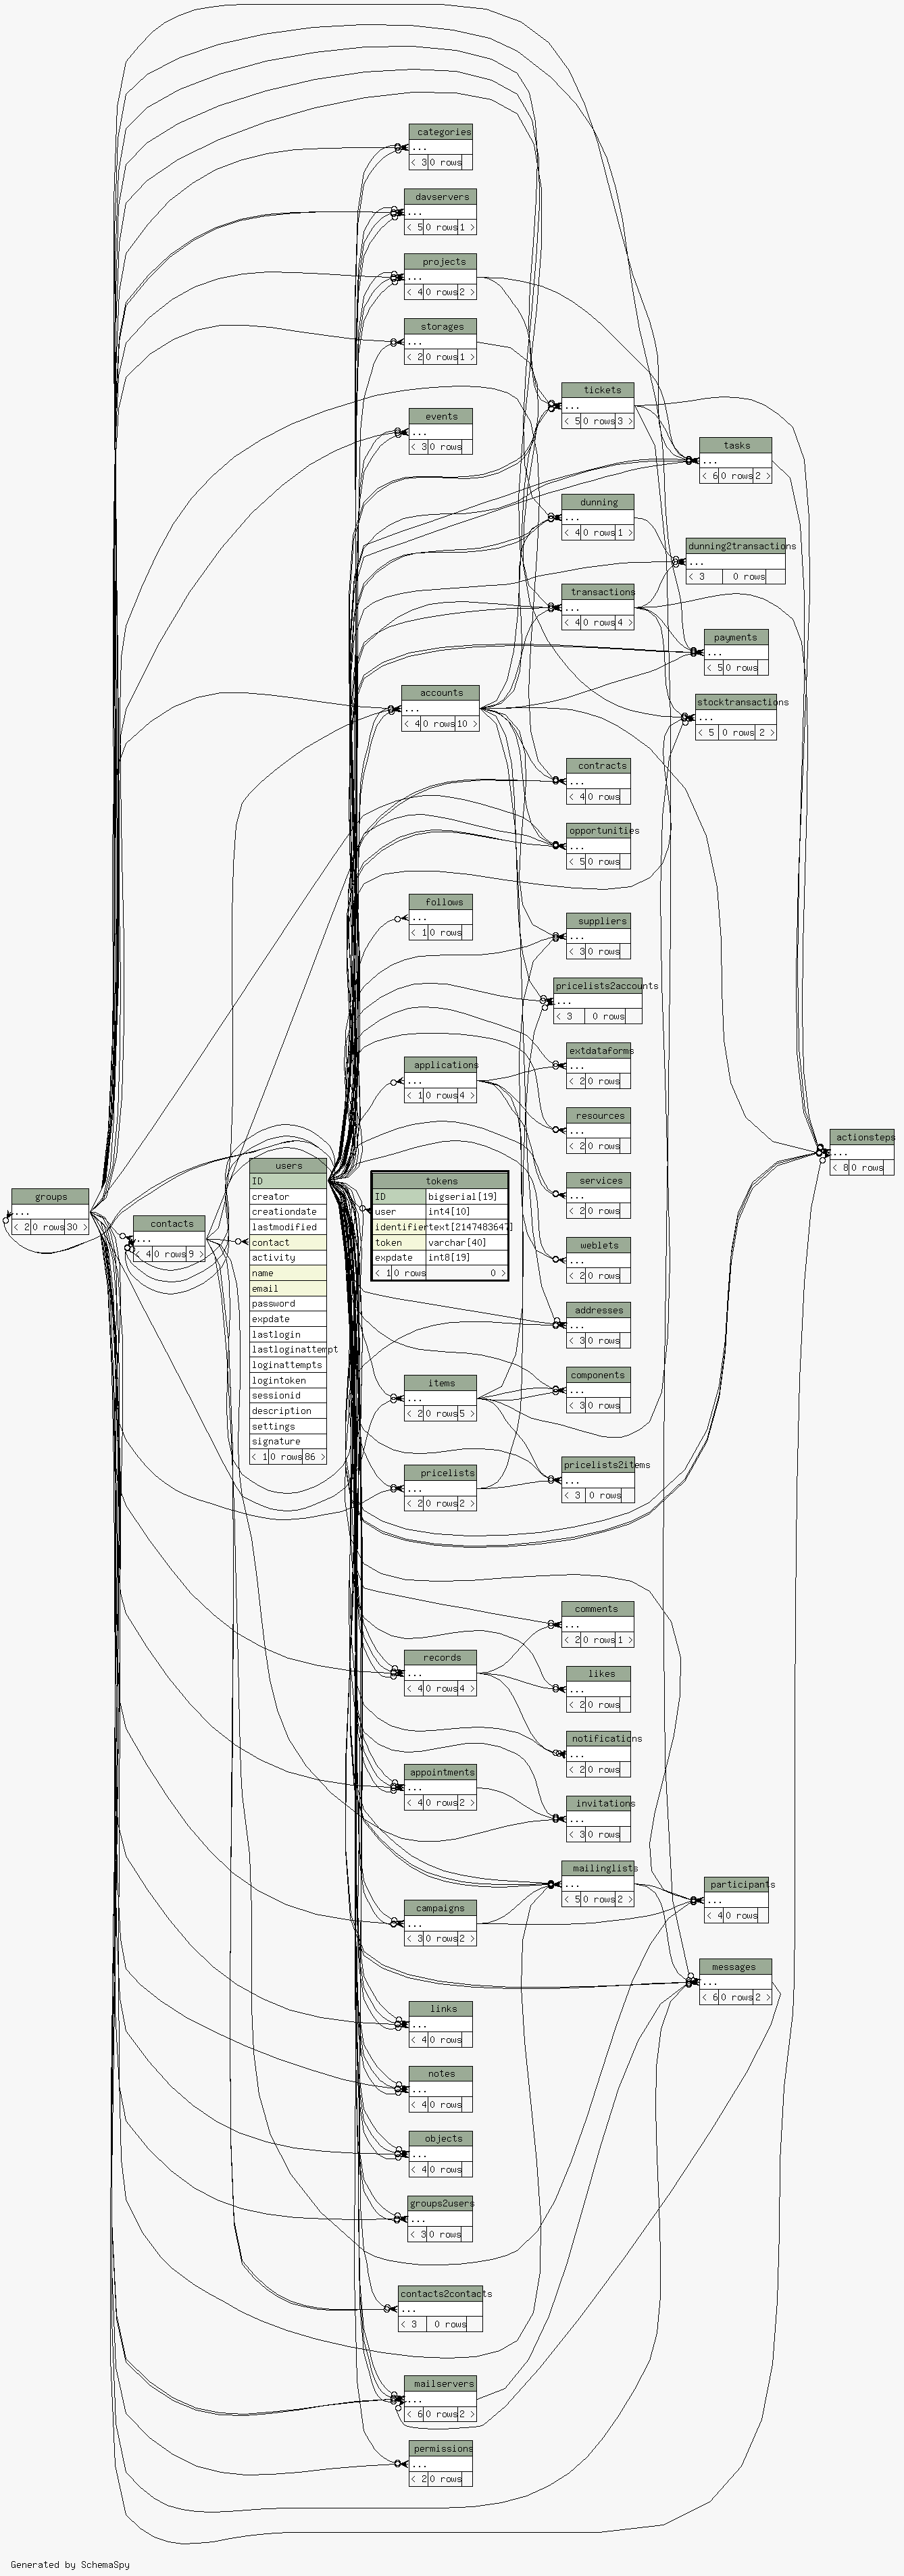 categories
...
< 3 0 rows
davservers
...
< 5 0 rows 1 >
projects
...
< 4 0 rows 2 >
storages
...
< 2 0 rows 1 >
tickets
...
< 5 0 rows 3 >
events
...
< 3 0 rows
tasks
...
< 6 0 rows 2 >
dunning
...
< 4 0 rows 1 >
dunning2transactions
...
< 3 0 rows
transactions
...
< 4 0 rows 4 >
payments
...
< 5 0 rows
accounts
...
< 4 0 rows 10 >
stocktransactions
...
< 5 0 rows 2 >
contracts
...
< 4 0 rows
opportunities
...
< 5 0 rows
follows
...
< 1 0 rows
suppliers
...
< 3 0 rows
pricelists2accounts
...
< 3 0 rows
extdataforms
...
< 2 0 rows
applications
...
< 1 0 rows 4 >
resources
...
< 2 0 rows
actionsteps
...
< 8 0 rows
services
...
< 2 0 rows
groups
...
< 2 0 rows 30 >
contacts
...
< 4 0 rows 9 >
users
ID
creator
creationdate
lastmodified
contact
activity
name
email
password
expdate
lastlogin
lastloginattempt
loginattempts
logintoken
sessionid
description
settings
signature
< 1 0 rows 86 >
tokens
ID bigserial[19]
user int4[10]
identifier text[2147483647]
token varchar[40]
expdate int8[19]
< 1 0 rows 0 >
weblets
...
< 2 0 rows
addresses
...
< 3 0 rows
components
...
< 3 0 rows
items
...
< 2 0 rows 5 >
pricelists
...
< 2 0 rows 2 >
pricelists2items
...
< 3 0 rows
comments
...
< 2 0 rows 1 >
records
...
< 4 0 rows 4 >
likes
...
< 2 0 rows
notifications
...
< 2 0 rows
appointments
...
< 4 0 rows 2 >
invitations
...
< 3 0 rows
mailinglists
...
< 5 0 rows 2 >
participants
...
< 4 0 rows
campaigns
...
< 3 0 rows 2 >
messages
...
< 6 0 rows 2 >
links
...
< 4 0 rows
notes
...
< 4 0 rows
objects
...
< 4 0 rows
groups2users
...
< 3 0 rows
contacts2contacts
...
< 3 0 rows
mailservers
...
< 6 0 rows 2 >
permissions
...
< 2 0 rows
Generated by SchemaSpy